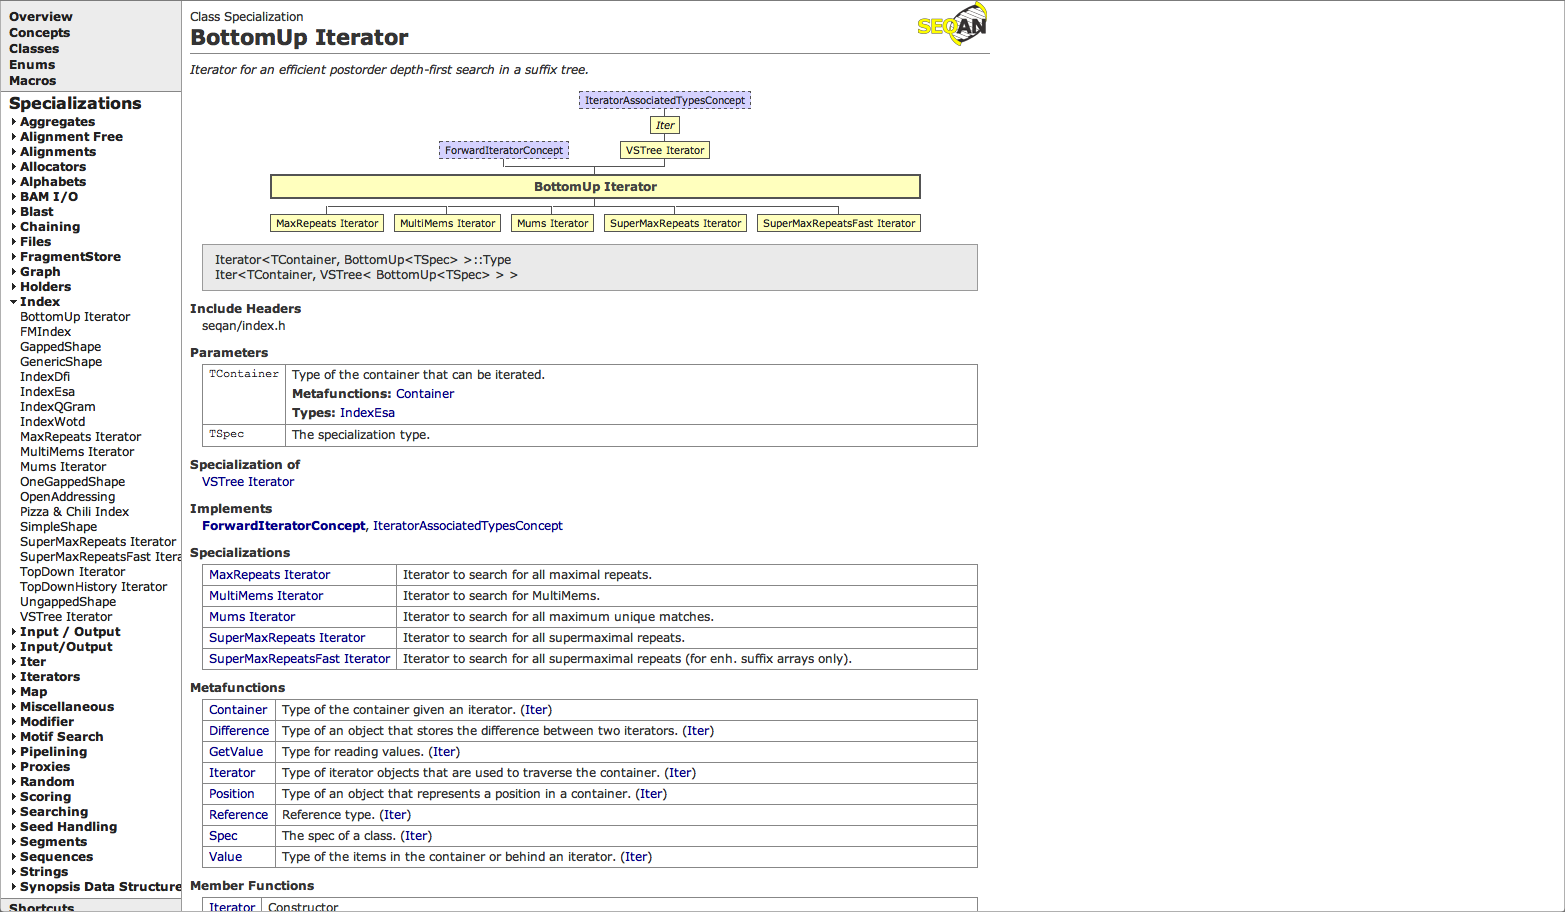 Overview
Concepts
Classes
Enums
Macros
Specializations
Aggregates
Alignment Free
Alignments
Allocators
Alphabets
BAM I/O
Blast
Chaining
Files
FragmentStore
Graph
Holders
Index
BottomUp Iterator
FMIndex
GappedShape
GenericShape
IndexDfi
IndexEsa
IndexQGram
IndexWotd
MaxRepeats Iterator
MultiMems Iterator
Mums Iterator
OneGappedShape
OpenAddressing
Pizza & Chili Index
SimpleShape
SuperMaxRepeats Iterator
SuperMaxRepeatsFast Itera
TopDown Iterator
TopDownHistory Iterator
UngappedShape
VSTree Iterator
Input / Output
Input/Output
Iter
Iterators
Map
Miscellaneous
Modifier
Motif Search
Pipelining
Proxies
Random
Scoring
Searching
Seed Handling
Segments
Sequences
Strings
Synopsis Data Structure
Shortcuts
Class Specialization
BottomUp Iterator
SEQAN
Iterator for an efficient postorder depth-first search in a suffix tree.
IteratorAssociatedTypesConcept
Iter
ForwardIteratorConcept VSTree Iterator
BottomUp Iterator
MaxRepeats Iterator MultiMems Iterator Mums Iterator SuperMaxRepeats Iterator SuperMaxRepeatsFast Iterator
Iterator<TContainer, BottomUp<TSpec> >::Type
Iter<TContainer, VSTree< BottomUp<TSpec> > >
Include Headers
seqan/index.h
Parameters
TContainer Type of the container that can be iterated.
Metafunctions: Container
Types: IndexEsa
TSpec The specialization type.
Specialization of
VSTree Iterator
Implements
ForwardIteratorConcept, IteratorAssociatedTypesConcept
Specializations
MaxRepeats Iterator Iterator to search for all maximal repeats.
MultiMems Iterator Iterator to search for MultiMems.
Mums Iterator Iterator to search for all maximum unique matches.
SuperMaxRepeats Iterator Iterator to search for all supermaximal repeats.
SuperMaxRepeatsFast Iterator Iterator to search for all supermaximal repeats (for enh. suffix arrays only).
Metafunctions
Container Type of the container given an iterator. (Iter)
Difference Type of an object that stores the difference between two iterators. (Iter)
GetValue Type for reading values. (Iter)
Iterator Type of iterator objects that are used to traverse the container. (Iter)
Position Type of an object that represents a position in a container. (Iter)
Reference Reference type. (Iter)
Spec The spec of a class. (Iter)
Value Type of the items in the container or behind an iterator. (Iter)
Member Functions
Iterator Constructor